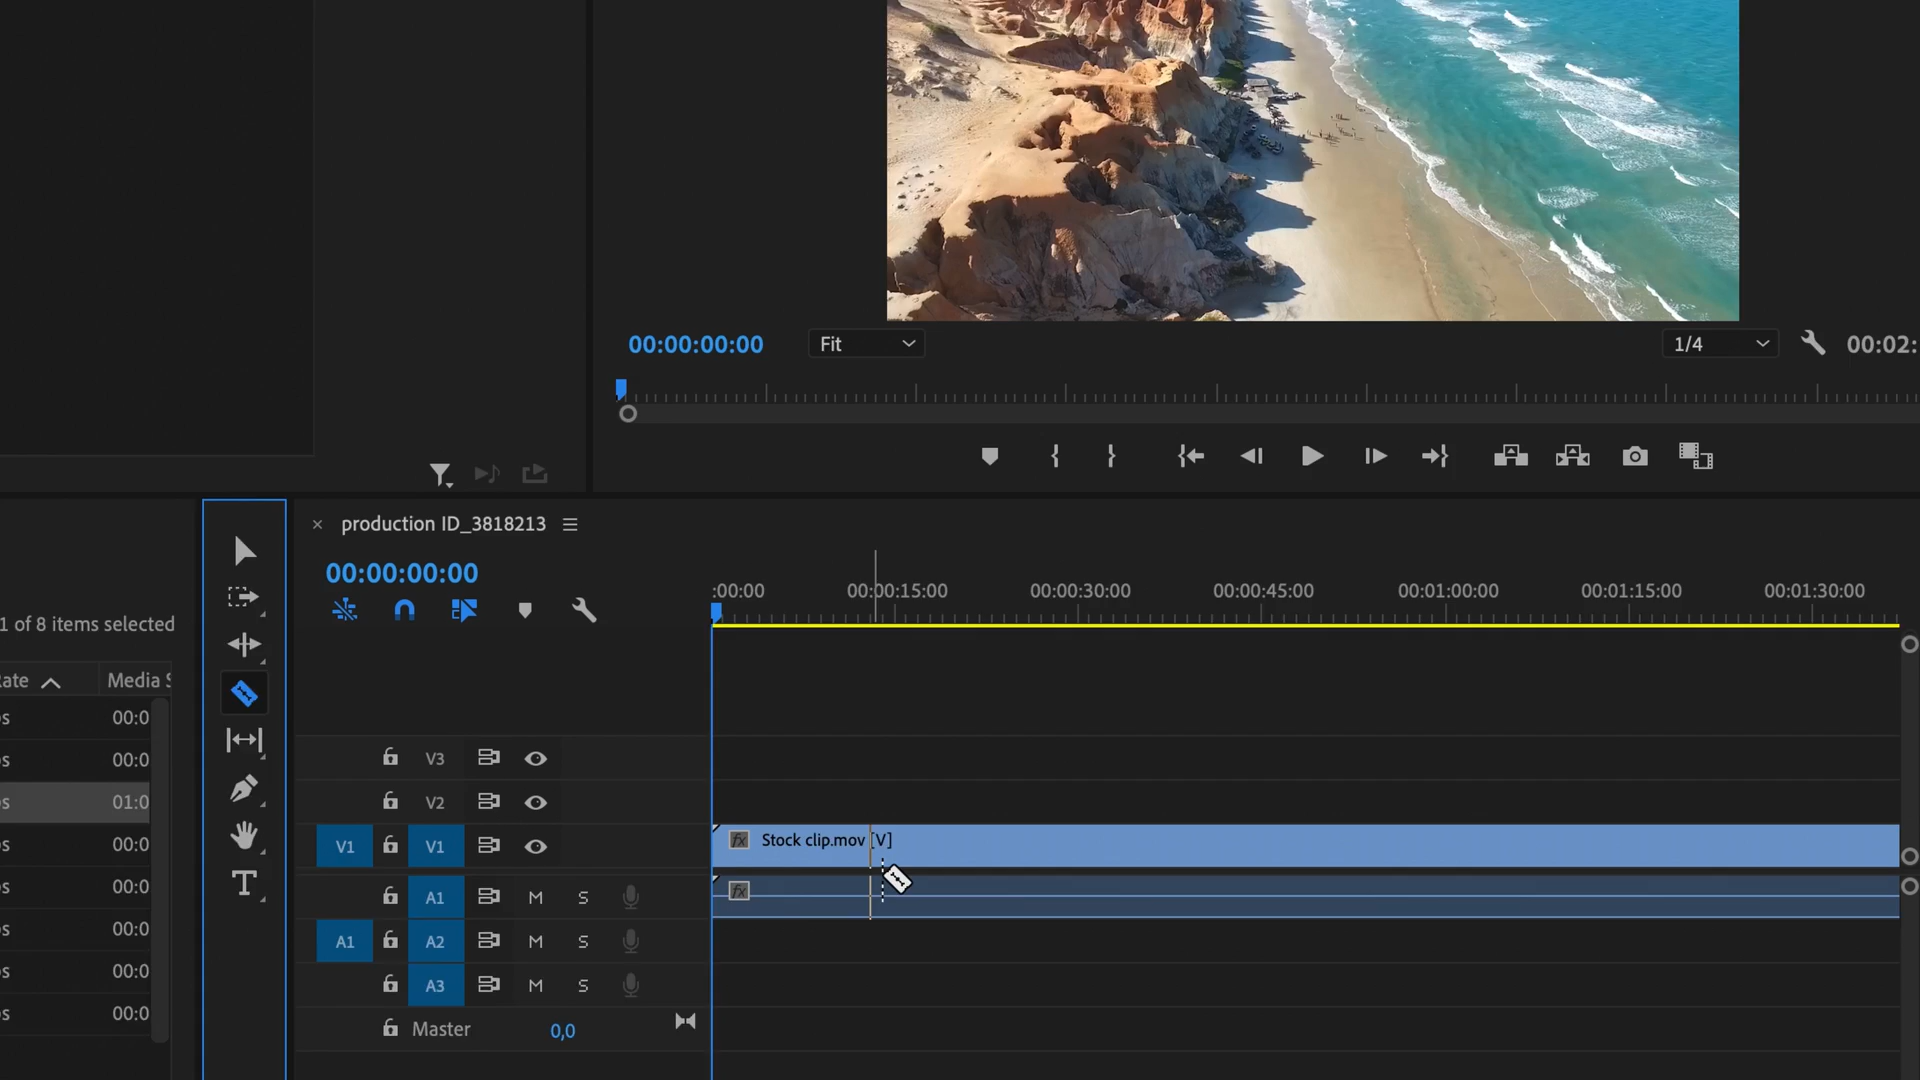 00:00:00:00
Fit
1/4
00:02:
production ID_3818213
00:00:00:00
:00:00
00:00:15:00
00:00:30:00
00:00:45:00
00:01:00:00
00:01:15:00
00:01:30:00
1 of 8 items selected
ate
Media S
s 00:0
s 00:0
s 01:0
s 00:0
s 00:0
s 00:0
s 00:0
s 00:0
V3
V2
V1 V1
fx Stock clip.mov [V]
A1 M S
fx
A1 A2 M S
A3 M S
Master 0,0
T